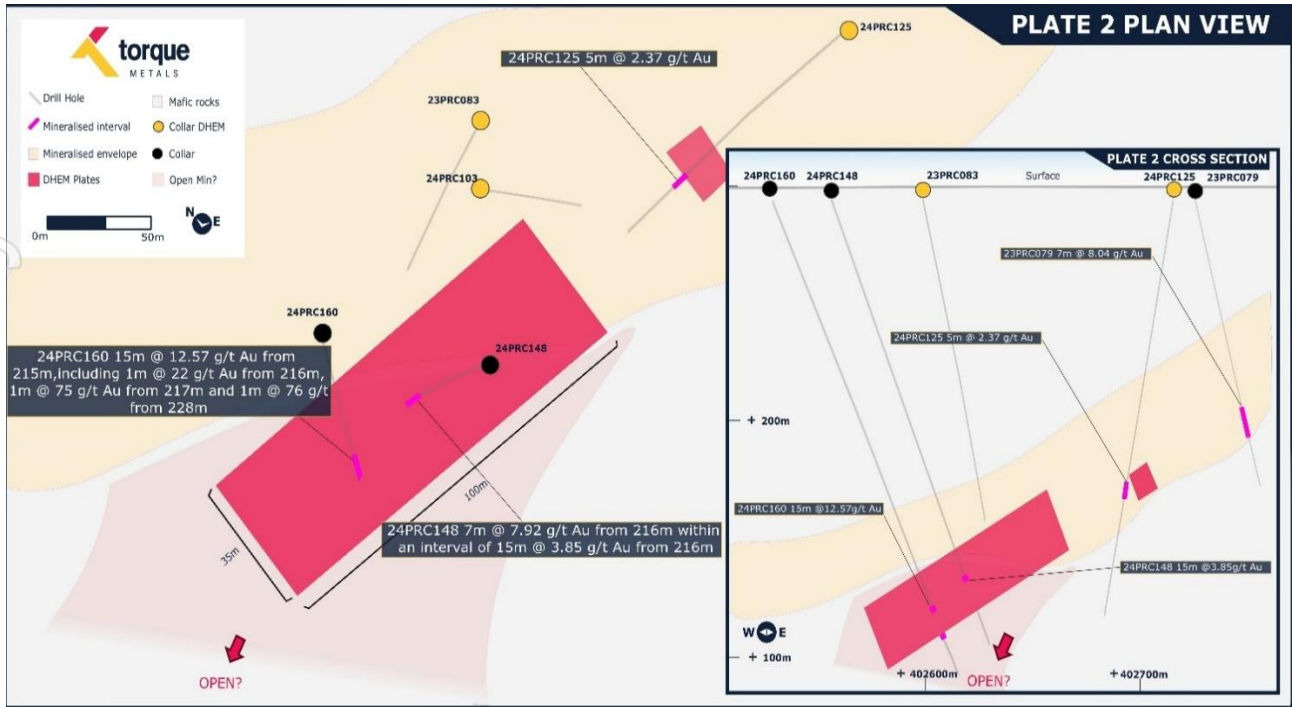 PLATE 2 PLAN VIEW
torque
METALS
Drill Hole
Mafic rocks
Mineralised interval
Collar DHEM
Mineralised envelope
Collar
DHEM Plates
Open Min?
0m
50m
N
E
24PRC125
24PRC125 5m @ 2.37 g/t Au
23PRC083
24PRC103
24PRC160
24PRC160 15m @ 12.57 g/t Au from
215m,including 1m @ 22 g/t Au from 216m,
1m @ 75 g/t Au from 217m and 1m @ 76 g/t
from 228m
24PRC148
100m
35m
24PRC148 7m @ 7.92 g/t Au from 216m within
an interval of 15m @ 3.85 g/t Au from 216m
OPEN?
PLATE 2 CROSS SECTION
24PRC160
24PRC148
23PRC083
Surface
24PRC125
23PRC079
23PRC079 7m @ 8.04 g/t Au
24PRC125 5m @ 2.37 g/t Au
+ 200m
24PRC160 15m @12.57g/t Au
24PRC148 15m @3.85g/t Au
W E
+ 100m
+ 402600m
OPEN?
+402700m